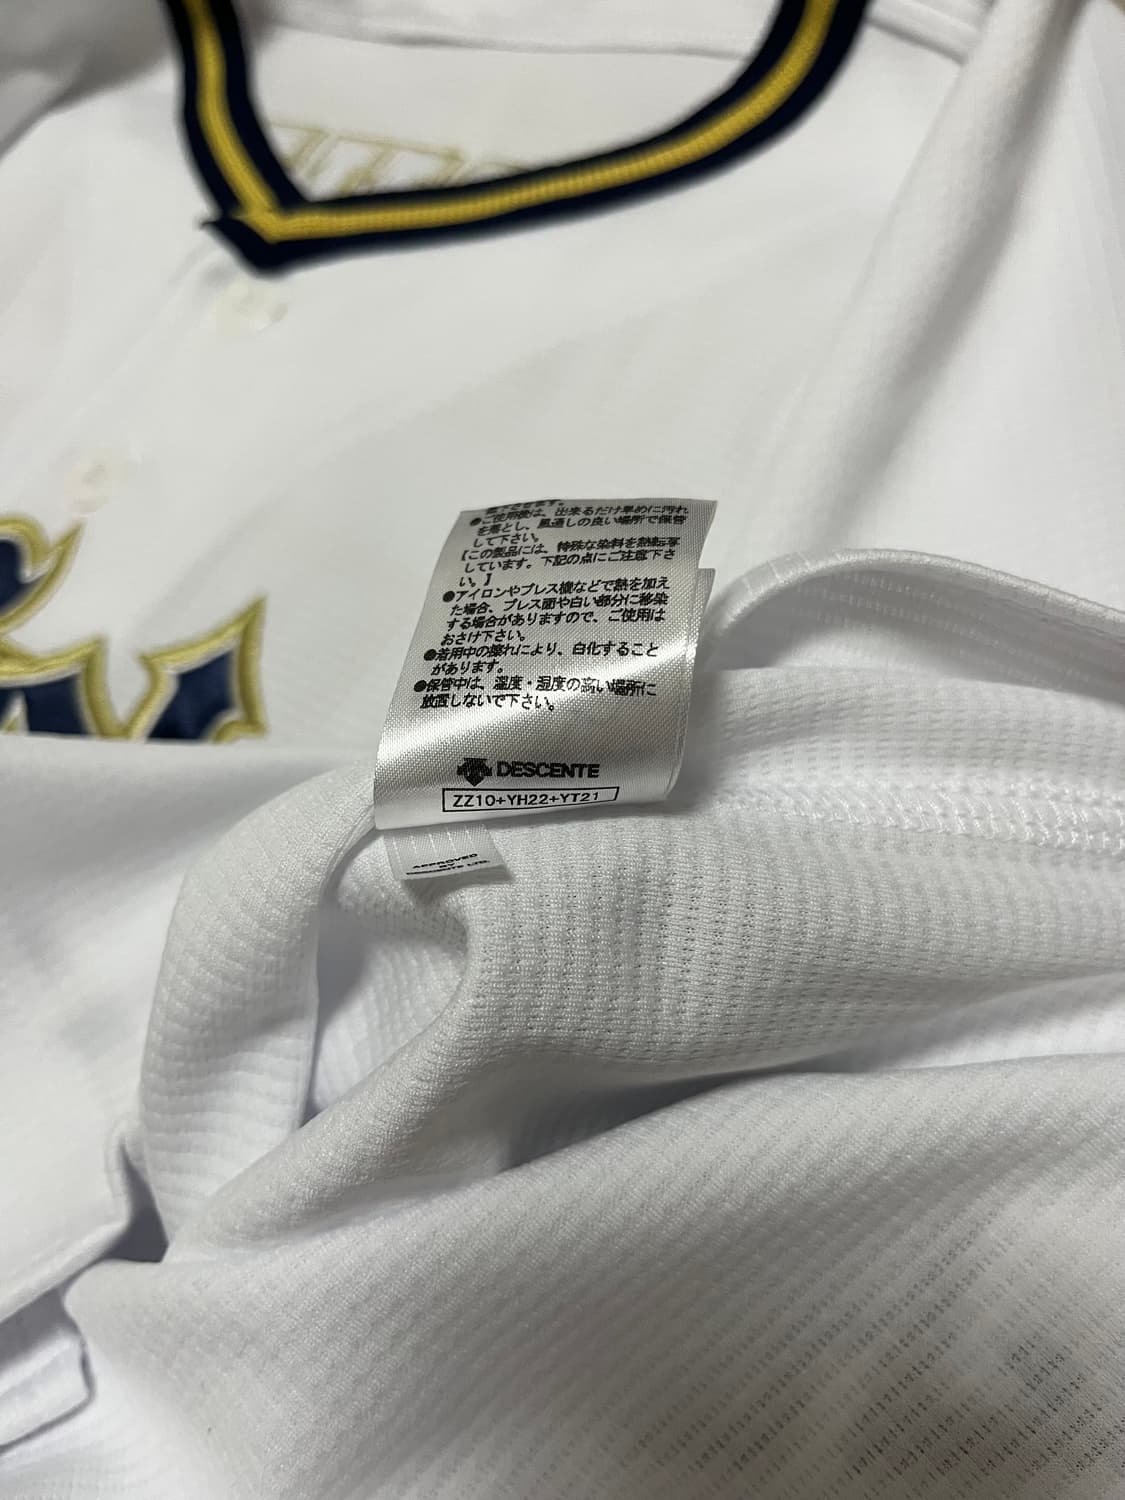 ●ご使用後は、出来るだけ早めに汚れ
を落とし、風通しの良い場所で保管
して下さい。
【この製品には、特殊な染料を熱転写
しています。下記の点にご注意下さ
い。】
●アイロンやプレス機などで熱を加え
た場合、プレス面や白い部分に移染
する場合がありますので、ご使用は
おさけ下さい。
●着用中の擦れにより、白化すること
があります。
●保管中は、温度・湿度の高い場所に
放置しないで下さい。
DESCENTE
ZZ10+YH22+YT21
APPROVED
BY
DESCENTE LTD.